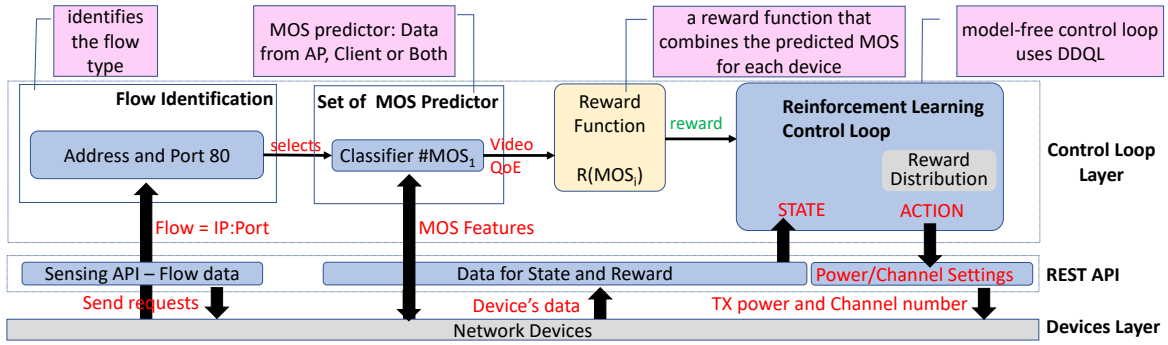 identifies
the flow
type
MOS predictor: Data
from AP, Client or Both
a reward function that
combines the predicted MOS
for each device
model-free control loop
uses DDQL
Flow Identification
Address and Port 80
selects
Set of MOS Predictor
Classifier #MOS1
Video
QoE
Reward
Function
R(MOSi)
reward
Reinforcement Learning
Control Loop
Reward
Distribution
STATE
ACTION
Control Loop
Layer
Flow = IP:Port
MOS Features
Sensing API – Flow data
Data for State and Reward
Power/Channel Settings
REST API
Send requests
Device's data
TX power and Channel number
Network Devices
Devices Layer